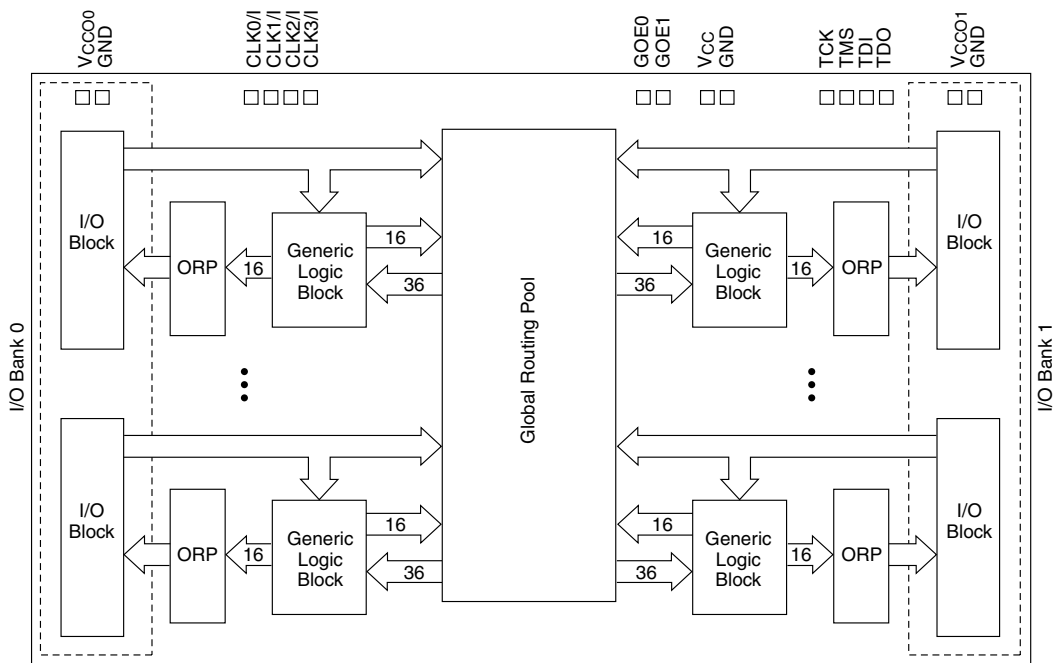 VCCO0
GND
CLK0/I
CLK1/I
CLK2/I
CLK3/I
GOE0
GOE1
VCC
GND
TCK
TMS
TDI
TDO
VCCO1
GND
I/O Bank 0
I/O
Block
ORP
16
Generic
Logic
Block
16
36
Global Routing Pool
16
36
Generic
Logic
Block
16
ORP
I/O
Block
I/O Bank 1
I/O
Block
ORP
16
Generic
Logic
Block
16
36
16
36
Generic
Logic
Block
16
ORP
I/O
Block